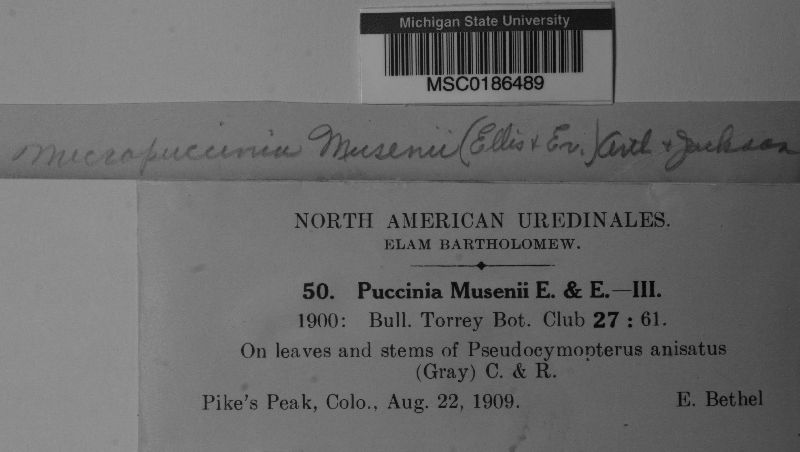 Michigan State University
MSC0186489
Micropuccinia Musenii (Ellis & Ev.) Arth & Jackson
NORTH AMERICAN UREDINALES.
ELAM BARTHOLOMEW.
50. Puccinia Musenii E. & E.—III.
1900: Bull. Torrey Bot. Club 27 : 61.
On leaves and stems of Pseudocymopterus anisatus
(Gray) C. & R.
Pike's Peak, Colo., Aug. 22, 1909. E. Bethel